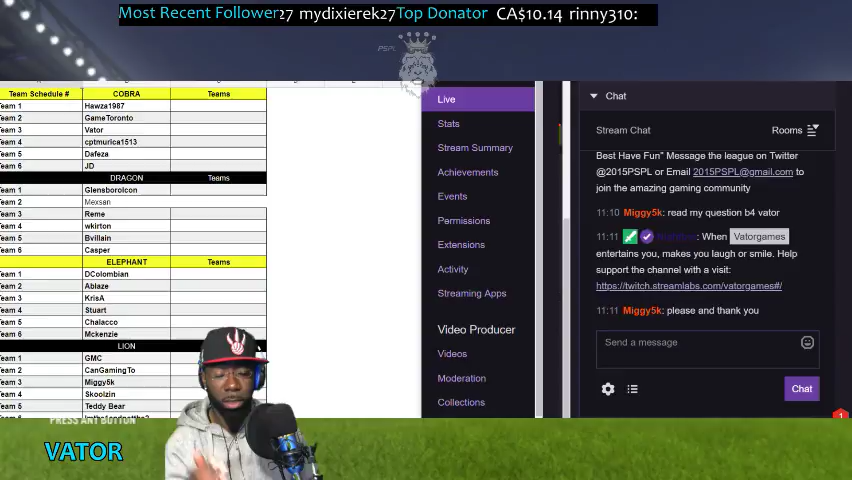 Most Recent Follower27 mydixierek27Top Donator CA$10.14 rinny310:
PSPL
Team Schedule # COBRA Teams
Team 1 Hawza1987
Team 2 GameToronto
Team 3 Vator
Team 4 cptmurica1513
Team 5 Dafeza
Team 6 JD
DRAGON Teams
Team 1 Glensboroicon
Team 2 Mexsan
Team 3 Reme
Team 4 wkirton
Team 5 Bvillain
Team 6 Casper
ELEPHANT Teams
Team 1 DColombian
Team 2 Ablaze
Team 3 KrisA
Team 4 Stuart
Team 5 Chalacco
Team 6 Mckenzie
LION
Team 1 GMC
Team 2 CanGamingTo
Team 3 Miggy5k
Team 4 Skoolzin
Team 5 Teddy Bear
Team 6
PRESS ANY BUTTON
VATOR
Live
Stats
Stream Summary
Achievements
Events
Permissions
Extensions
Activity
Streaming Apps
Video Producer
Videos
Moderation
Collections
Chat
Stream Chat Rooms
Best Have Fun" Message the league on Twitter
@2015PSPL or Email 2015PSPL@gmail.com to
join the amazing gaming community
11:10 Miggy5k: read my question b4 vator
11:11 : When Vatorgames
entertains you, makes you laugh or smile. Help
support the channel with a visit:
https://twitch.streamlabs.com/vatorgames#/
11:11 Miggy5k: please and thank you
Send a message
Chat
1